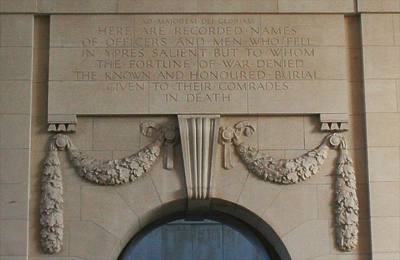 AD MAJOREM DEI GLORIAM
HERE ARE RECORDED NAMES
OF OFFICERS AND MEN WHO FELL
IN YPRES SALIENT BUT TO WHOM
THE FORTUNE OF WAR DENIED
THE KNOWN AND HONOURED BURIAL
GIVEN TO THEIR COMRADES
IN DEATH